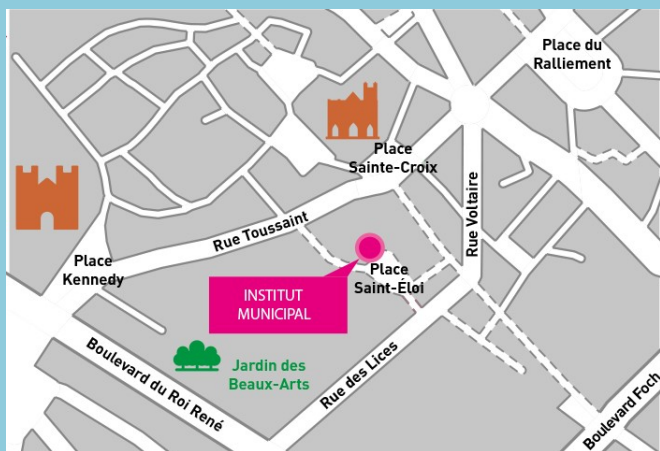 Place du
Ralliement
Place
Sainte-Croix
Rue Voltaire
Rue Toussaint
Place
Kennedy
Place
Saint-Éloi
INSTITUT
MUNICIPAL
Boulevard du Roi René
Jardin des
Beaux-Arts
Rue des Lices
Boulevard Foch